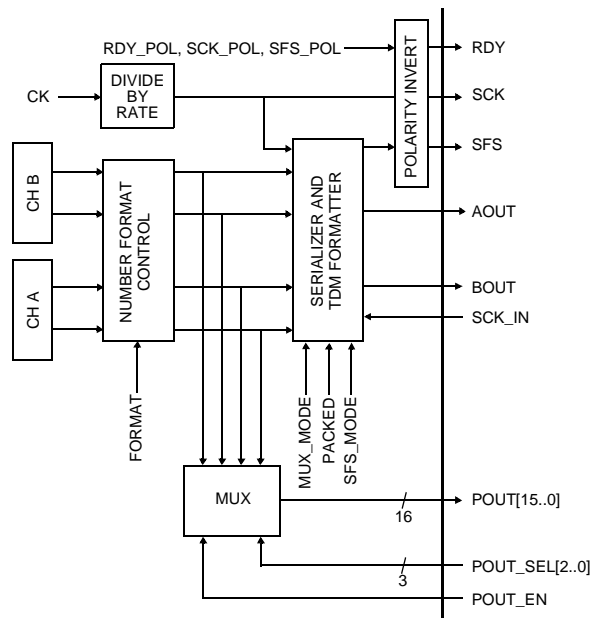 RDY_POL, SCK_POL, SFS_POL
RDY
CK
DIVIDE
BY
RATE
POLARITY INVERT
SCK
SFS
CH B
CH A
NUMBER FORMAT
CONTROL
SERIALIZER AND
TDM FORMATTER
AOUT
BOUT
SCK_IN
FORMAT
MUX_MODE
PACKED
SFS_MODE
MUX
16
POUT[15..0]
3
POUT_SEL[2..0]
POUT_EN